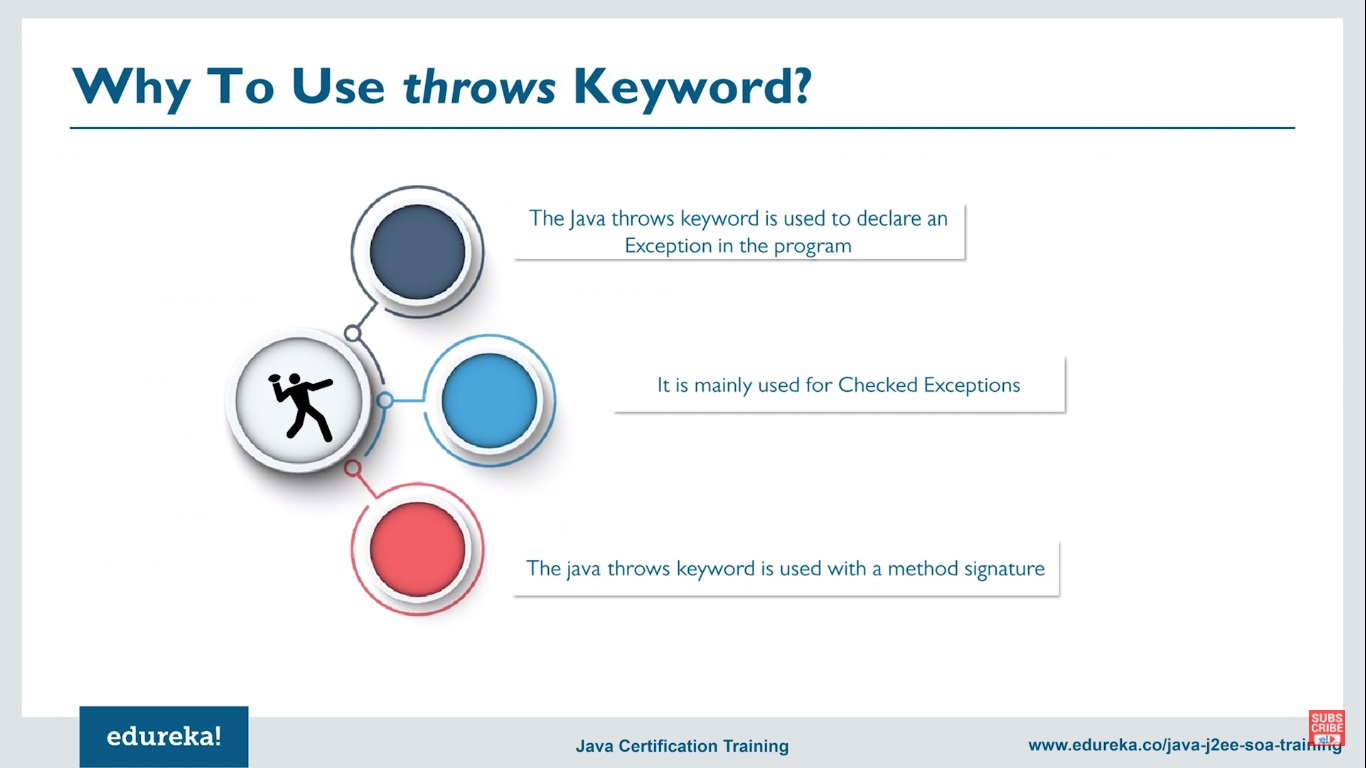 Why To Use throws Keyword?
The Java throws keyword is used to declare an
Exception in the program
It is mainly used for Checked Exceptions
The java throws keyword is used with a method signature
edureka!
Java Certification Training
www.edureka.co/java-j2ee-soa-training
SUBS
CRIBE